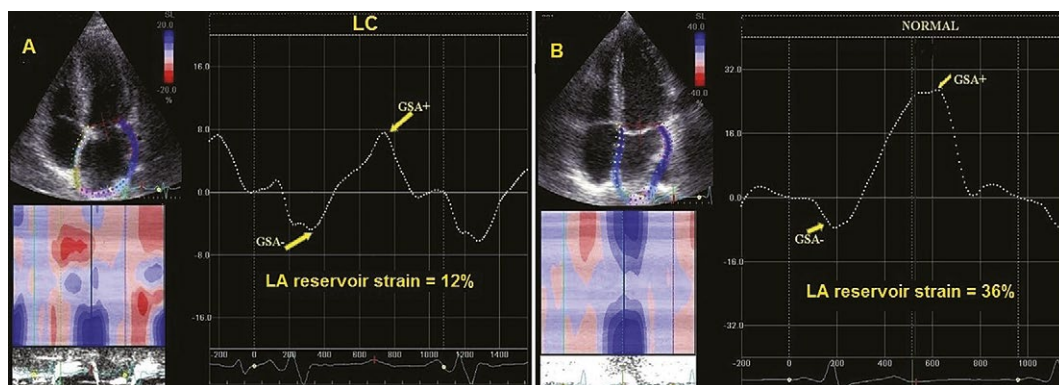 A
SL
20.0
-20.0
%
LC
16.0
8.0
0.0
-8.0
-16.0
GSA+
GSA-
LA reservoir strain = 12%
-200 0 200 400 600 800 1080 1400
B
SL
40.0
-40.0
%
NORMAL
32.0
16.0
0.0
-16.0
-32.0
GSA+
GSA-
LA reservoir strain = 36%
-200 0 200 400 600 800 1000